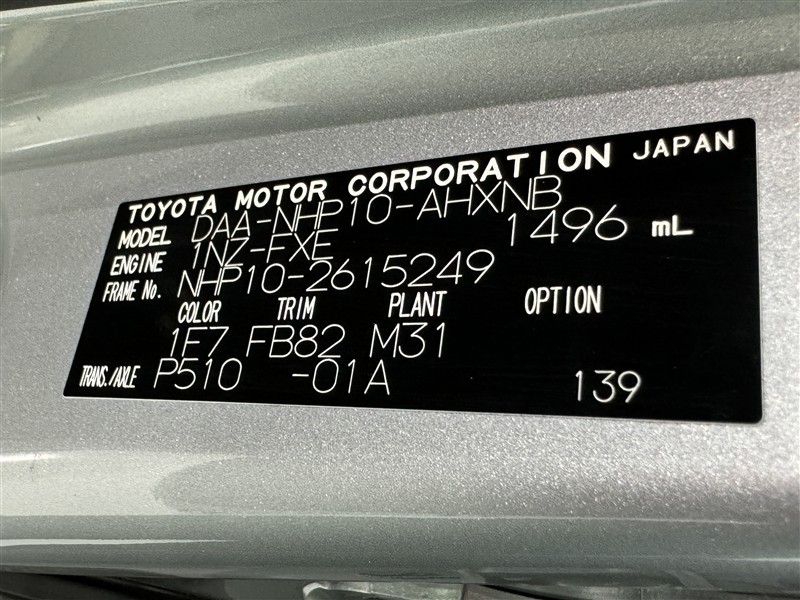 TOYOTA MOTOR CORPORATION JAPAN
MODEL DAA-NHP10-AHXNB
ENGINE 1NZ-FXE 1496 mL
FRAME No. NHP10-2615249
COLOR TRIM PLANT OPTION
1F7 FB82 M31
TRANS./AXLE P510 -01A 139